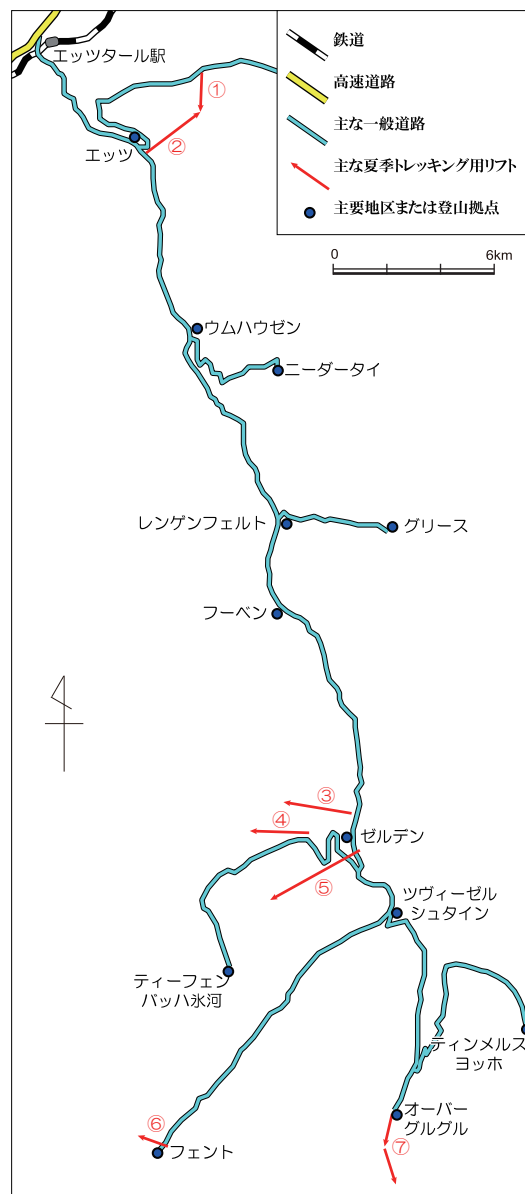 鉄道
高速道路
主な一般道路
主な夏季トレッキング用リフト
主要地区または登山拠点
0 6km
エッツタール駅
①
②
エッツ
ウムハウゼン
ニーダータイ
レンゲンフェルト
グリース
フーベン
③
④
ゼルデン
⑤
ツヴィーゼル
シュタイン
ティーフェン
バッハ氷河
ティンメルス
ヨッホ
オーバー
グルグル
⑥
フェント
⑦